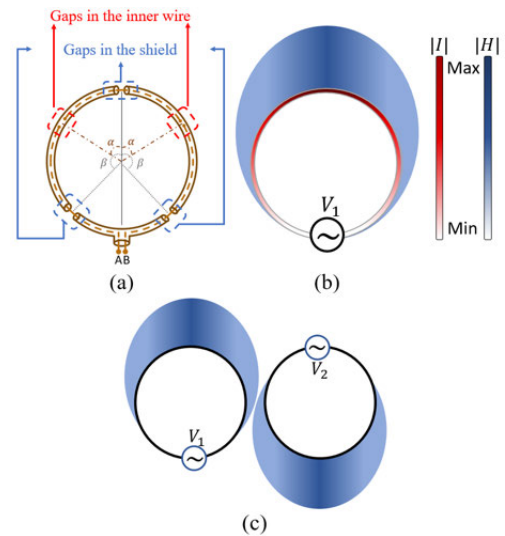 Gaps in the inner wire
Gaps in the shield
α α
β β
AB
(a)
V1
(b)
|I| |H|
Max
Min
V1
V2
(c)